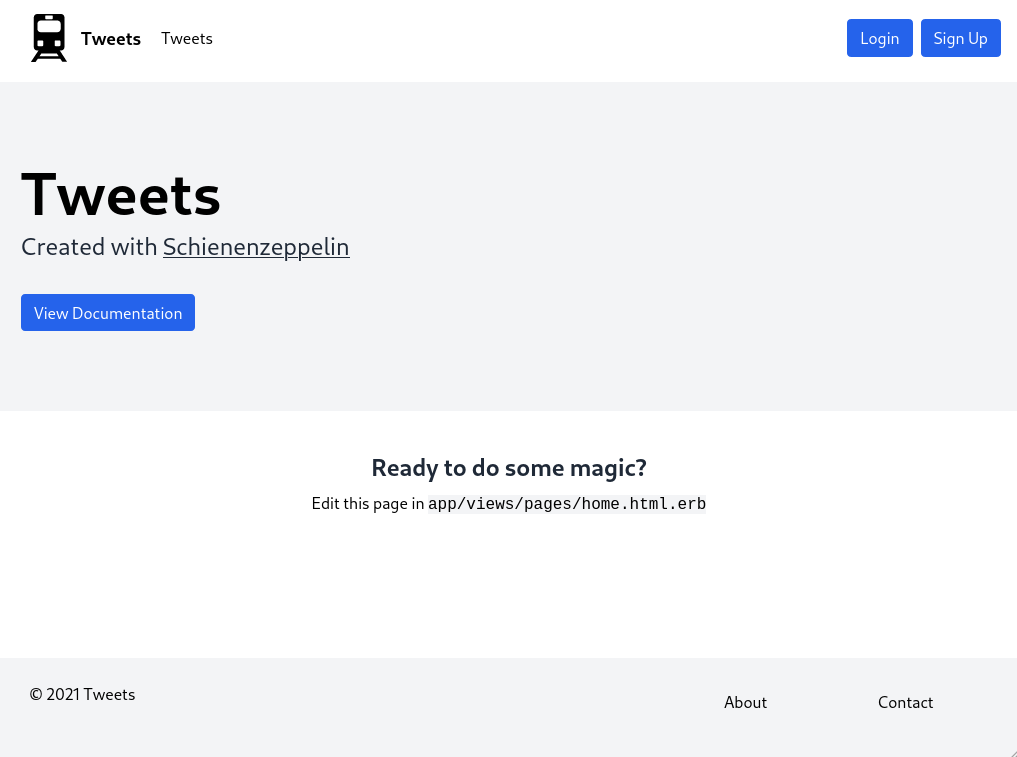 Tweets Tweets Login Sign Up
Tweets
Created with Schienenzeppelin
View Documentation
Ready to do some magic?
Edit this page in app/views/pages/home.html.erb
© 2021 Tweets About Contact